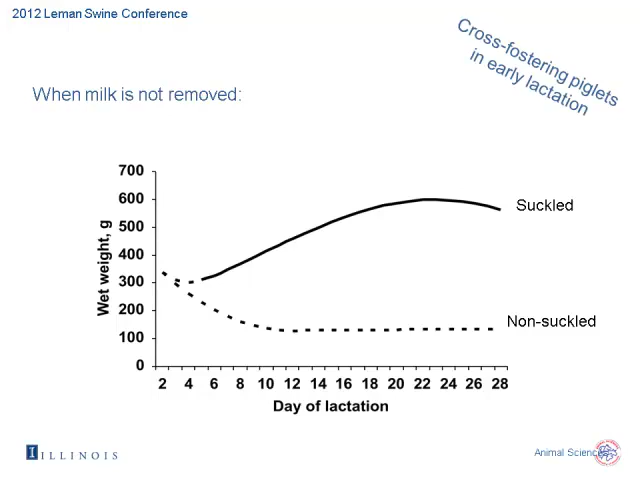 2012 Leman Swine Conference
Cross-fostering piglets
in early lactation
When milk is not removed:
700
600
500
400
300
200
100
0
Wet weight, g
Suckled
Non-suckled
2 4 6 8 10 12 14 16 18 20 22 24 26 28
Day of lactation
I ILLINOIS
Animal Sciences